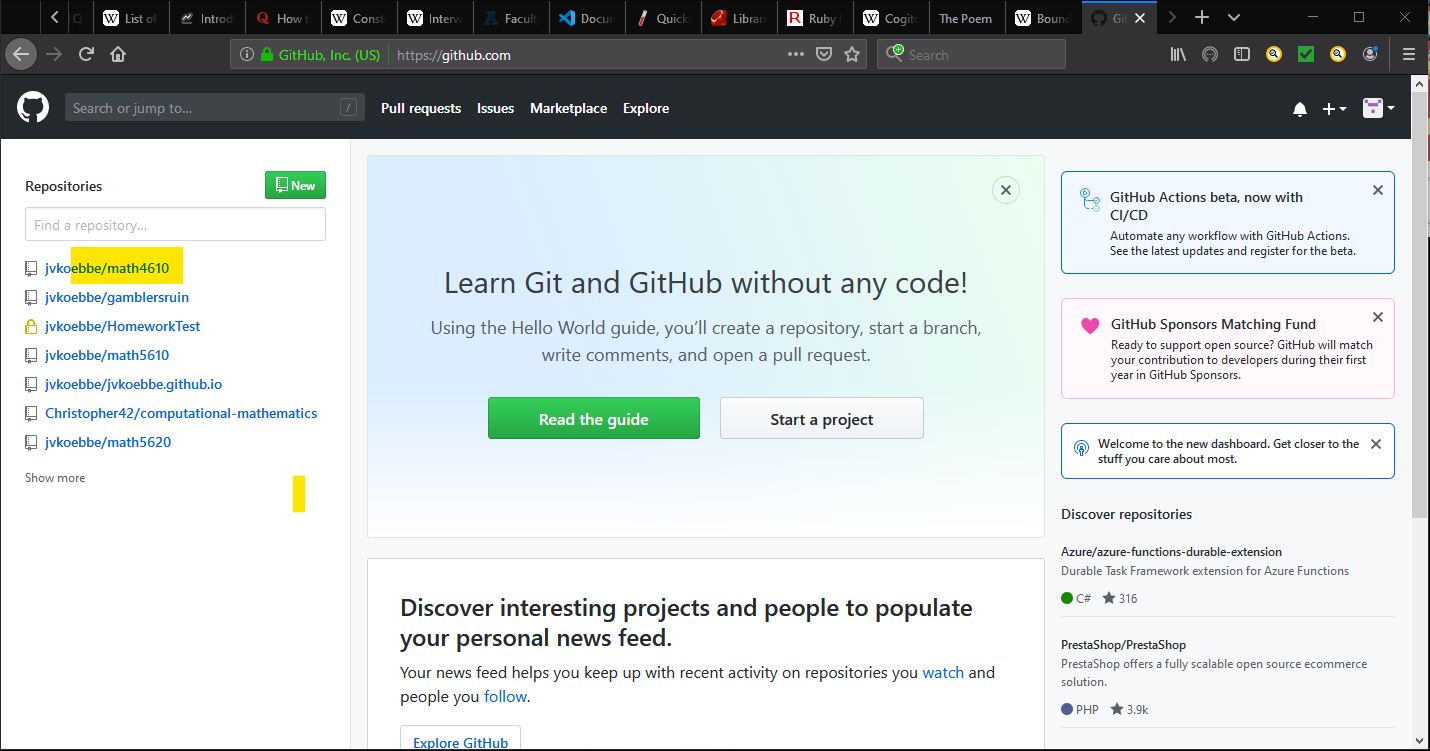 List of
Introd
How t
Consta
Interva
Facult
Docum
Quicks
Librari
Ruby
Cogito
The Poem
Bound
Git
GitHub, Inc. (US)
https://github.com
Search
Search or jump to...
/
Pull requests
Issues
Marketplace
Explore
Repositories
New
Find a repository...
jvkoebbe/math4610
jvkoebbe/gamblersruin
jvkoebbe/HomeworkTest
jvkoebbe/math5610
jvkoebbe/jvkoebbe.github.io
Christopher42/computational-mathematics
jvkoebbe/math5620
Show more
Learn Git and GitHub without any code!
Using the Hello World guide, you’ll create a repository, start a branch,
write comments, and open a pull request.
Read the guide
Start a project
Discover interesting projects and people to populate
your personal news feed.
Your news feed helps you keep up with recent activity on repositories you watch and
people you follow.
Explore GitHub
GitHub Actions beta, now with
CI/CD
Automate any workflow with GitHub Actions.
See the latest updates and register for the beta.
GitHub Sponsors Matching Fund
Ready to support open source? GitHub will match
your contribution to developers during their first
year in GitHub Sponsors.
Welcome to the new dashboard. Get closer to the
stuff you care about most.
Discover repositories
Azure/azure-functions-durable-extension
Durable Task Framework extension for Azure Functions
C# 316
PrestaShop/PrestaShop
PrestaShop offers a fully scalable open source ecommerce
solution.
PHP 3.9k